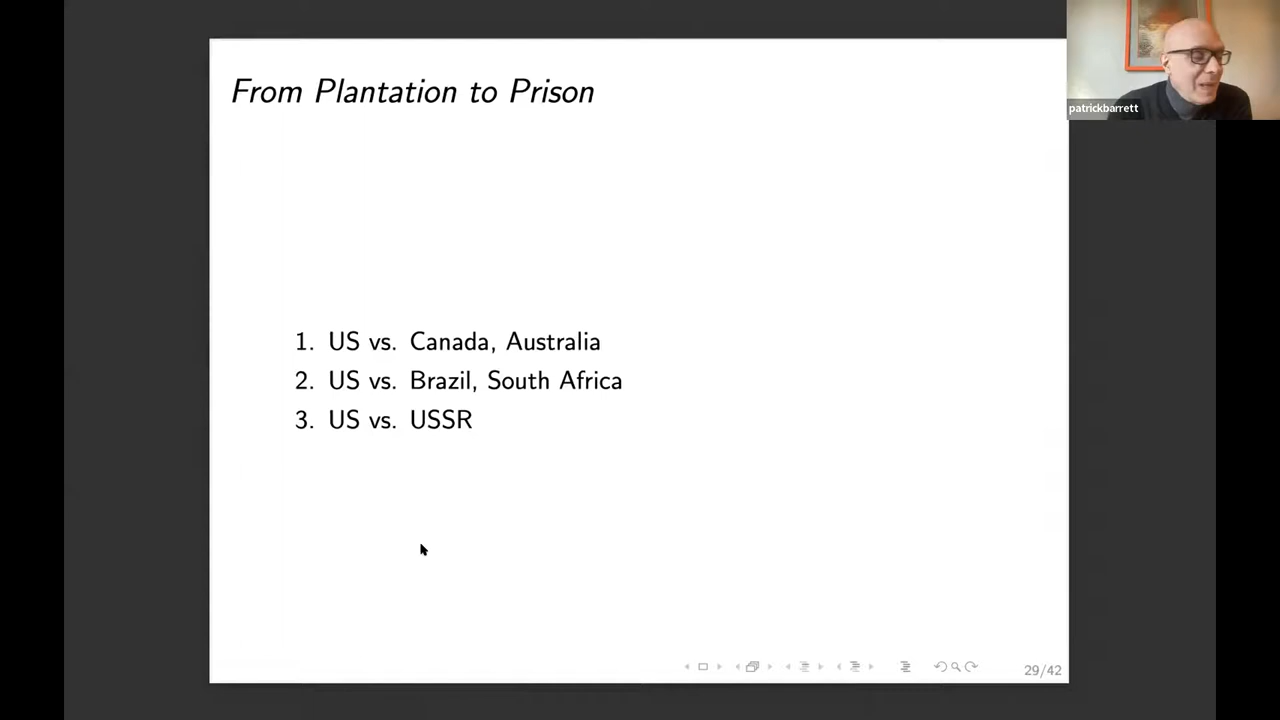 From Plantation to Prison
patrickbarrett
1. US vs. Canada, Australia
2. US vs. Brazil, South Africa
3. US vs. USSR
29/42